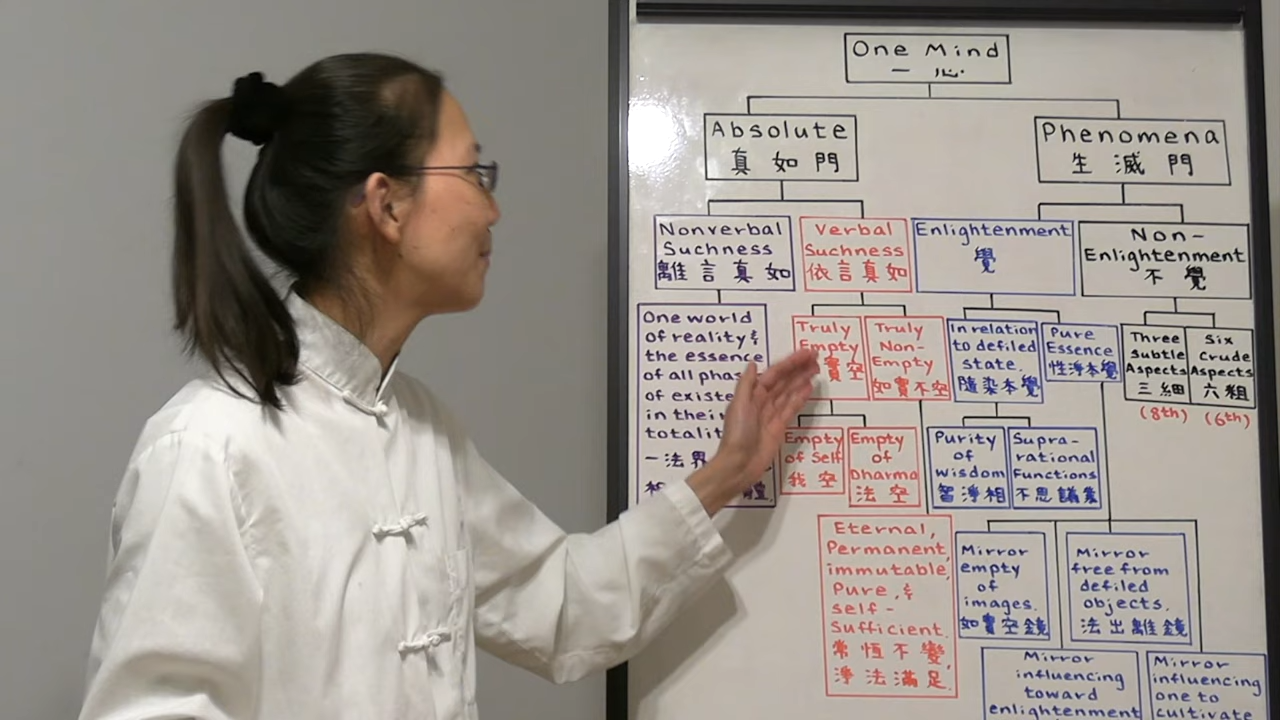 One Mind
一心
Absolute
真如門
Phenomena
生滅門
Nonverbal
Suchness
離言真如
Verbal
Suchness
依言真如
Enlightenment
覺
Non-
Enlightenment
不覺
One world
of reality &
the essence
of all
of
in their
一法界
Truly
Empty
實空
Truly
Non-
Empty
如實不空
In relation
to defiled
state.
隨染本覺
Pure
Essence
性淨本覺
Three
Subtle
Aspects
三細
(8th)
Six
Crude
Aspects
六粗
(6th)
Empty
of Self
我空
Empty
of
Dharma
法空
Purity
of
Wisdom
智淨相
Supra-
rational
Functions
不思議業
Eternal,
Permanent,
immutable,
Pure, &
self-
Sufficient.
常恒不變,
淨法滿足.
Mirror
empty
of
images.
如實空鏡
Mirror
free from
defiled
objects.
法出離鏡
Mirror
influencing
toward
enlightenment
Mirror
influencing
one to
cultivate